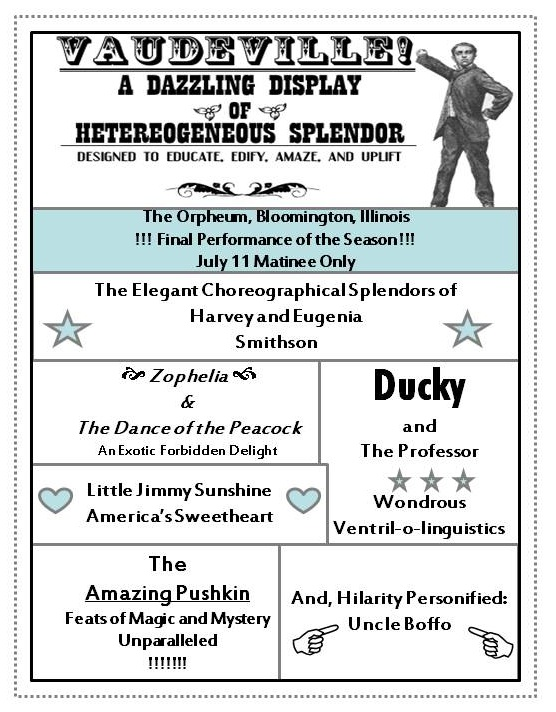 VAUDEVILLE!
A DAZZLING DISPLAY
OF
HETEREOGENEOUS SPLENDOR
DESIGNED TO EDUCATE, EDIFY, AMAZE, AND UPLIFT
The Orpheum, Bloomington, Illinois
!!! Final Performance of the Season!!!
July 11 Matinee Only
The Elegant Choreographical Splendors of
Harvey and Eugenia
Smithson
Zophelia
&
The Dance of the Peacock
An Exotic Forbidden Delight
Ducky
and
The Professor
Wondrous
Ventril-o-linguistics
Little Jimmy Sunshine
America's Sweetheart
The
Amazing Pushkin
Feats of Magic and Mystery
Unparalleled
!!!!!!!
And, Hilarity Personified:
Uncle Boffo